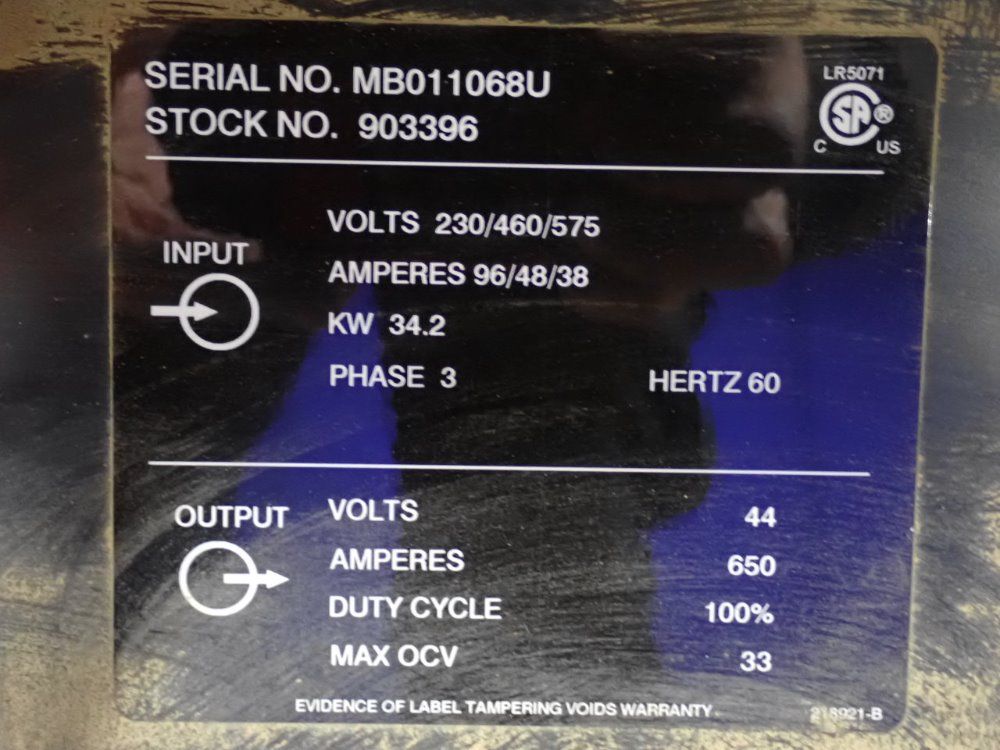 SERIAL NO. MB011068U
STOCK NO. 903396
LR5071
SA ®
C US
INPUT
VOLTS 230/460/575
AMPERES 96/48/38
KW 34.2
PHASE 3 HERTZ 60
OUTPUT
VOLTS 44
AMPERES 650
DUTY CYCLE 100%
MAX OCV 33
EVIDENCE OF LABEL TAMPERING VOIDS WARRANTY
218921-B